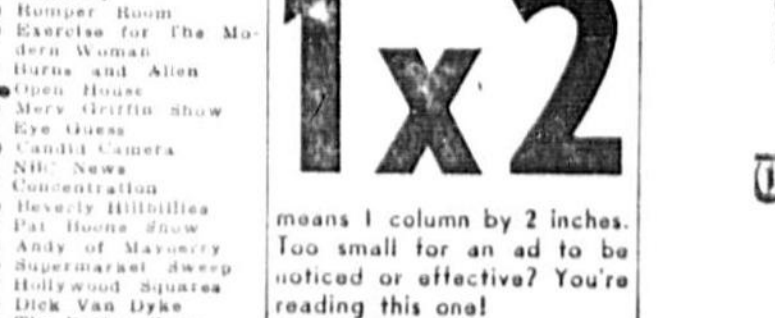 Romper Room
Exercise for The Mo-
dern Woman
Burns and Allen
Open House
Merv Griffin Show
Eye Guess
Candid Camera
NBC News
Concentration
Beverly Hillbillies
Pat Boone Show
Andy of Mayberry
Supermarket Sweep
Hollywood Squares
Dick Van Dyke
1x2
means 1 column by 2 inches.
Too small for an ad to be
noticed or effective? You're
reading this one!